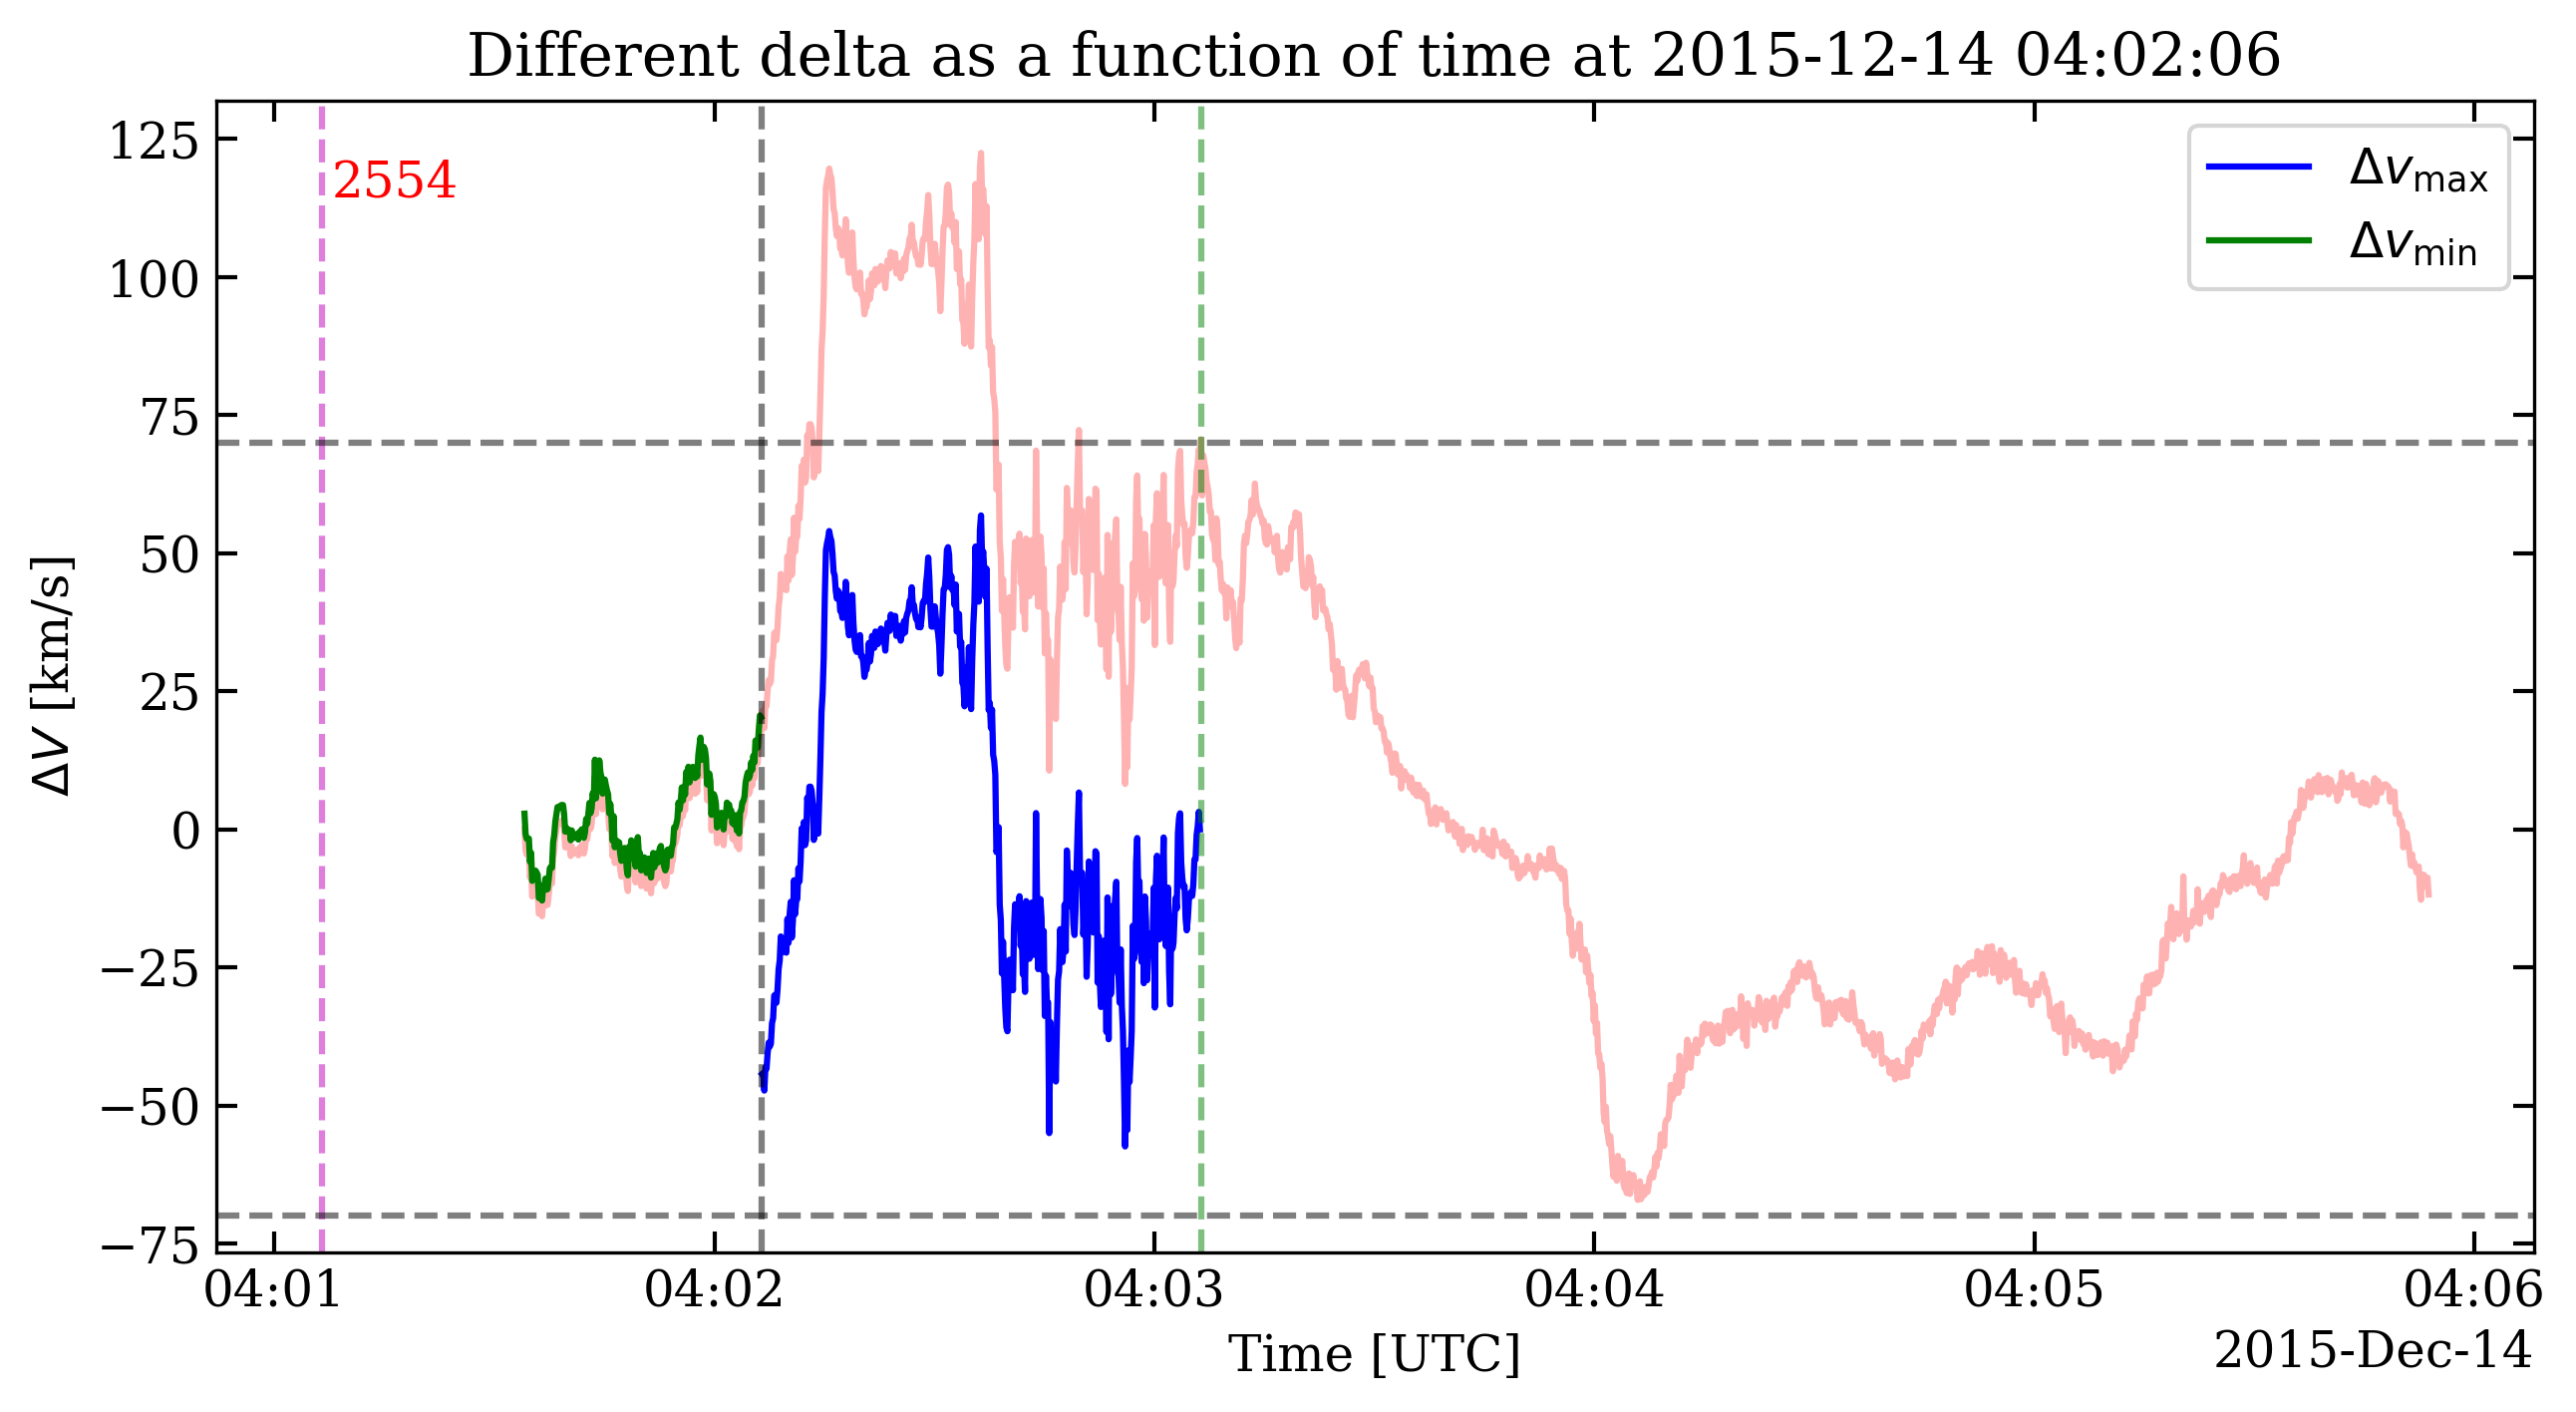 Different delta as a function of time at 2015-12-14 04:02:06
2554
Δv_max
Δv_min
125
100
75
50
25
0
−25
−50
−75
ΔV [km/s]
04:01 04:02 04:03 04:04 04:05 04:06
Time [UTC]
2015-Dec-14